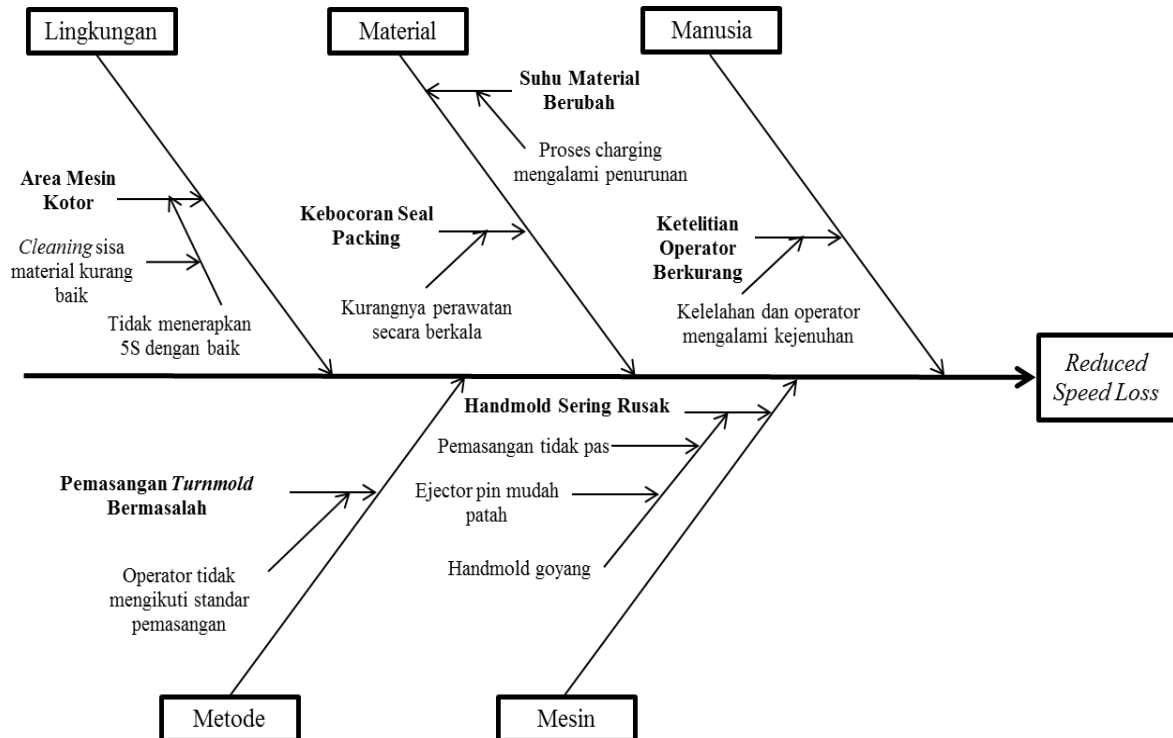 Lingkungan
Material
Manusia
Suhu Material
Berubah
Proses charging
mengalami penurunan
Area Mesin
Kotor
Cleaning sisa
material kurang
baik
Tidak menerapkan
5S dengan baik
Kebocoran Seal
Packing
Kurangnya perawatan
secara berkala
Ketelitian
Operator
Berkurang
Kelelahan dan operator
mengalami kejenuhan
Reduced
Speed Loss
Handmold Sering Rusak
Pemasangan tidak pas
Ejector pin mudah
patah
Handmold goyang
Pemasangan Turnmold
Bermasalah
Operator tidak
mengikuti standar
pemasangan
Metode
Mesin